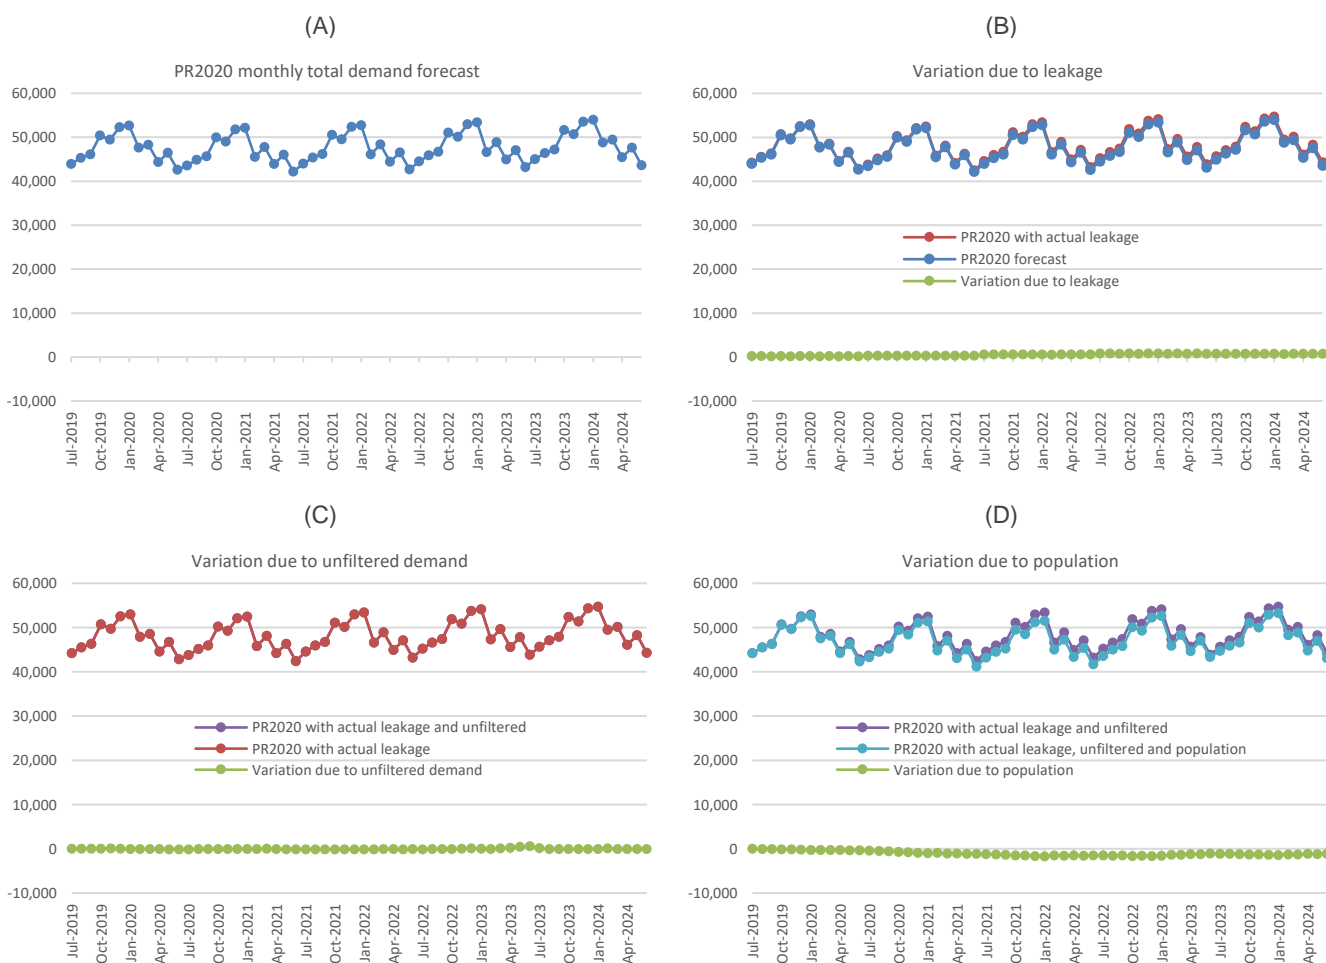 (A)
PR2020 monthly total demand forecast
60,000
50,000
40,000
30,000
20,000
10,000
0
-10,000
Jul-2019
Oct-2019
Jan-2020
Apr-2020
Jul-2020
Oct-2020
Jan-2021
Apr-2021
Jul-2021
Oct-2021
Jan-2022
Apr-2022
Jul-2022
Oct-2022
Jan-2023
Apr-2023
Jul-2023
Oct-2023
Jan-2024
Apr-2024
(B)
Variation due to leakage
60,000
50,000
40,000
30,000
20,000
10,000
0
-10,000
PR2020 with actual leakage
PR2020 forecast
Variation due to leakage
Jul-2019
Oct-2019
Jan-2020
Apr-2020
Jul-2020
Oct-2020
Jan-2021
Apr-2021
Jul-2021
Oct-2021
Jan-2022
Apr-2022
Jul-2022
Oct-2022
Jan-2023
Apr-2023
Jul-2023
Oct-2023
Jan-2024
Apr-2024
(C)
Variation due to unfiltered demand
60,000
50,000
40,000
30,000
20,000
10,000
0
-10,000
PR2020 with actual leakage and unfiltered
PR2020 with actual leakage
Variation due to unfiltered demand
Jul-2019
Oct-2019
Jan-2020
Apr-2020
Jul-2020
Oct-2020
Jan-2021
Apr-2021
Jul-2021
Oct-2021
Jan-2022
Apr-2022
Jul-2022
Oct-2022
Jan-2023
Apr-2023
Jul-2023
Oct-2023
Jan-2024
Apr-2024
(D)
Variation due to population
60,000
50,000
40,000
30,000
20,000
10,000
0
-10,000
PR2020 with actual leakage and unfiltered
PR2020 with actual leakage, unfiltered and population
Variation due to population
Jul-2019
Oct-2019
Jan-2020
Apr-2020
Jul-2020
Oct-2020
Jan-2021
Apr-2021
Jul-2021
Oct-2021
Jan-2022
Apr-2022
Jul-2022
Oct-2022
Jan-2023
Apr-2023
Jul-2023
Oct-2023
Jan-2024
Apr-2024